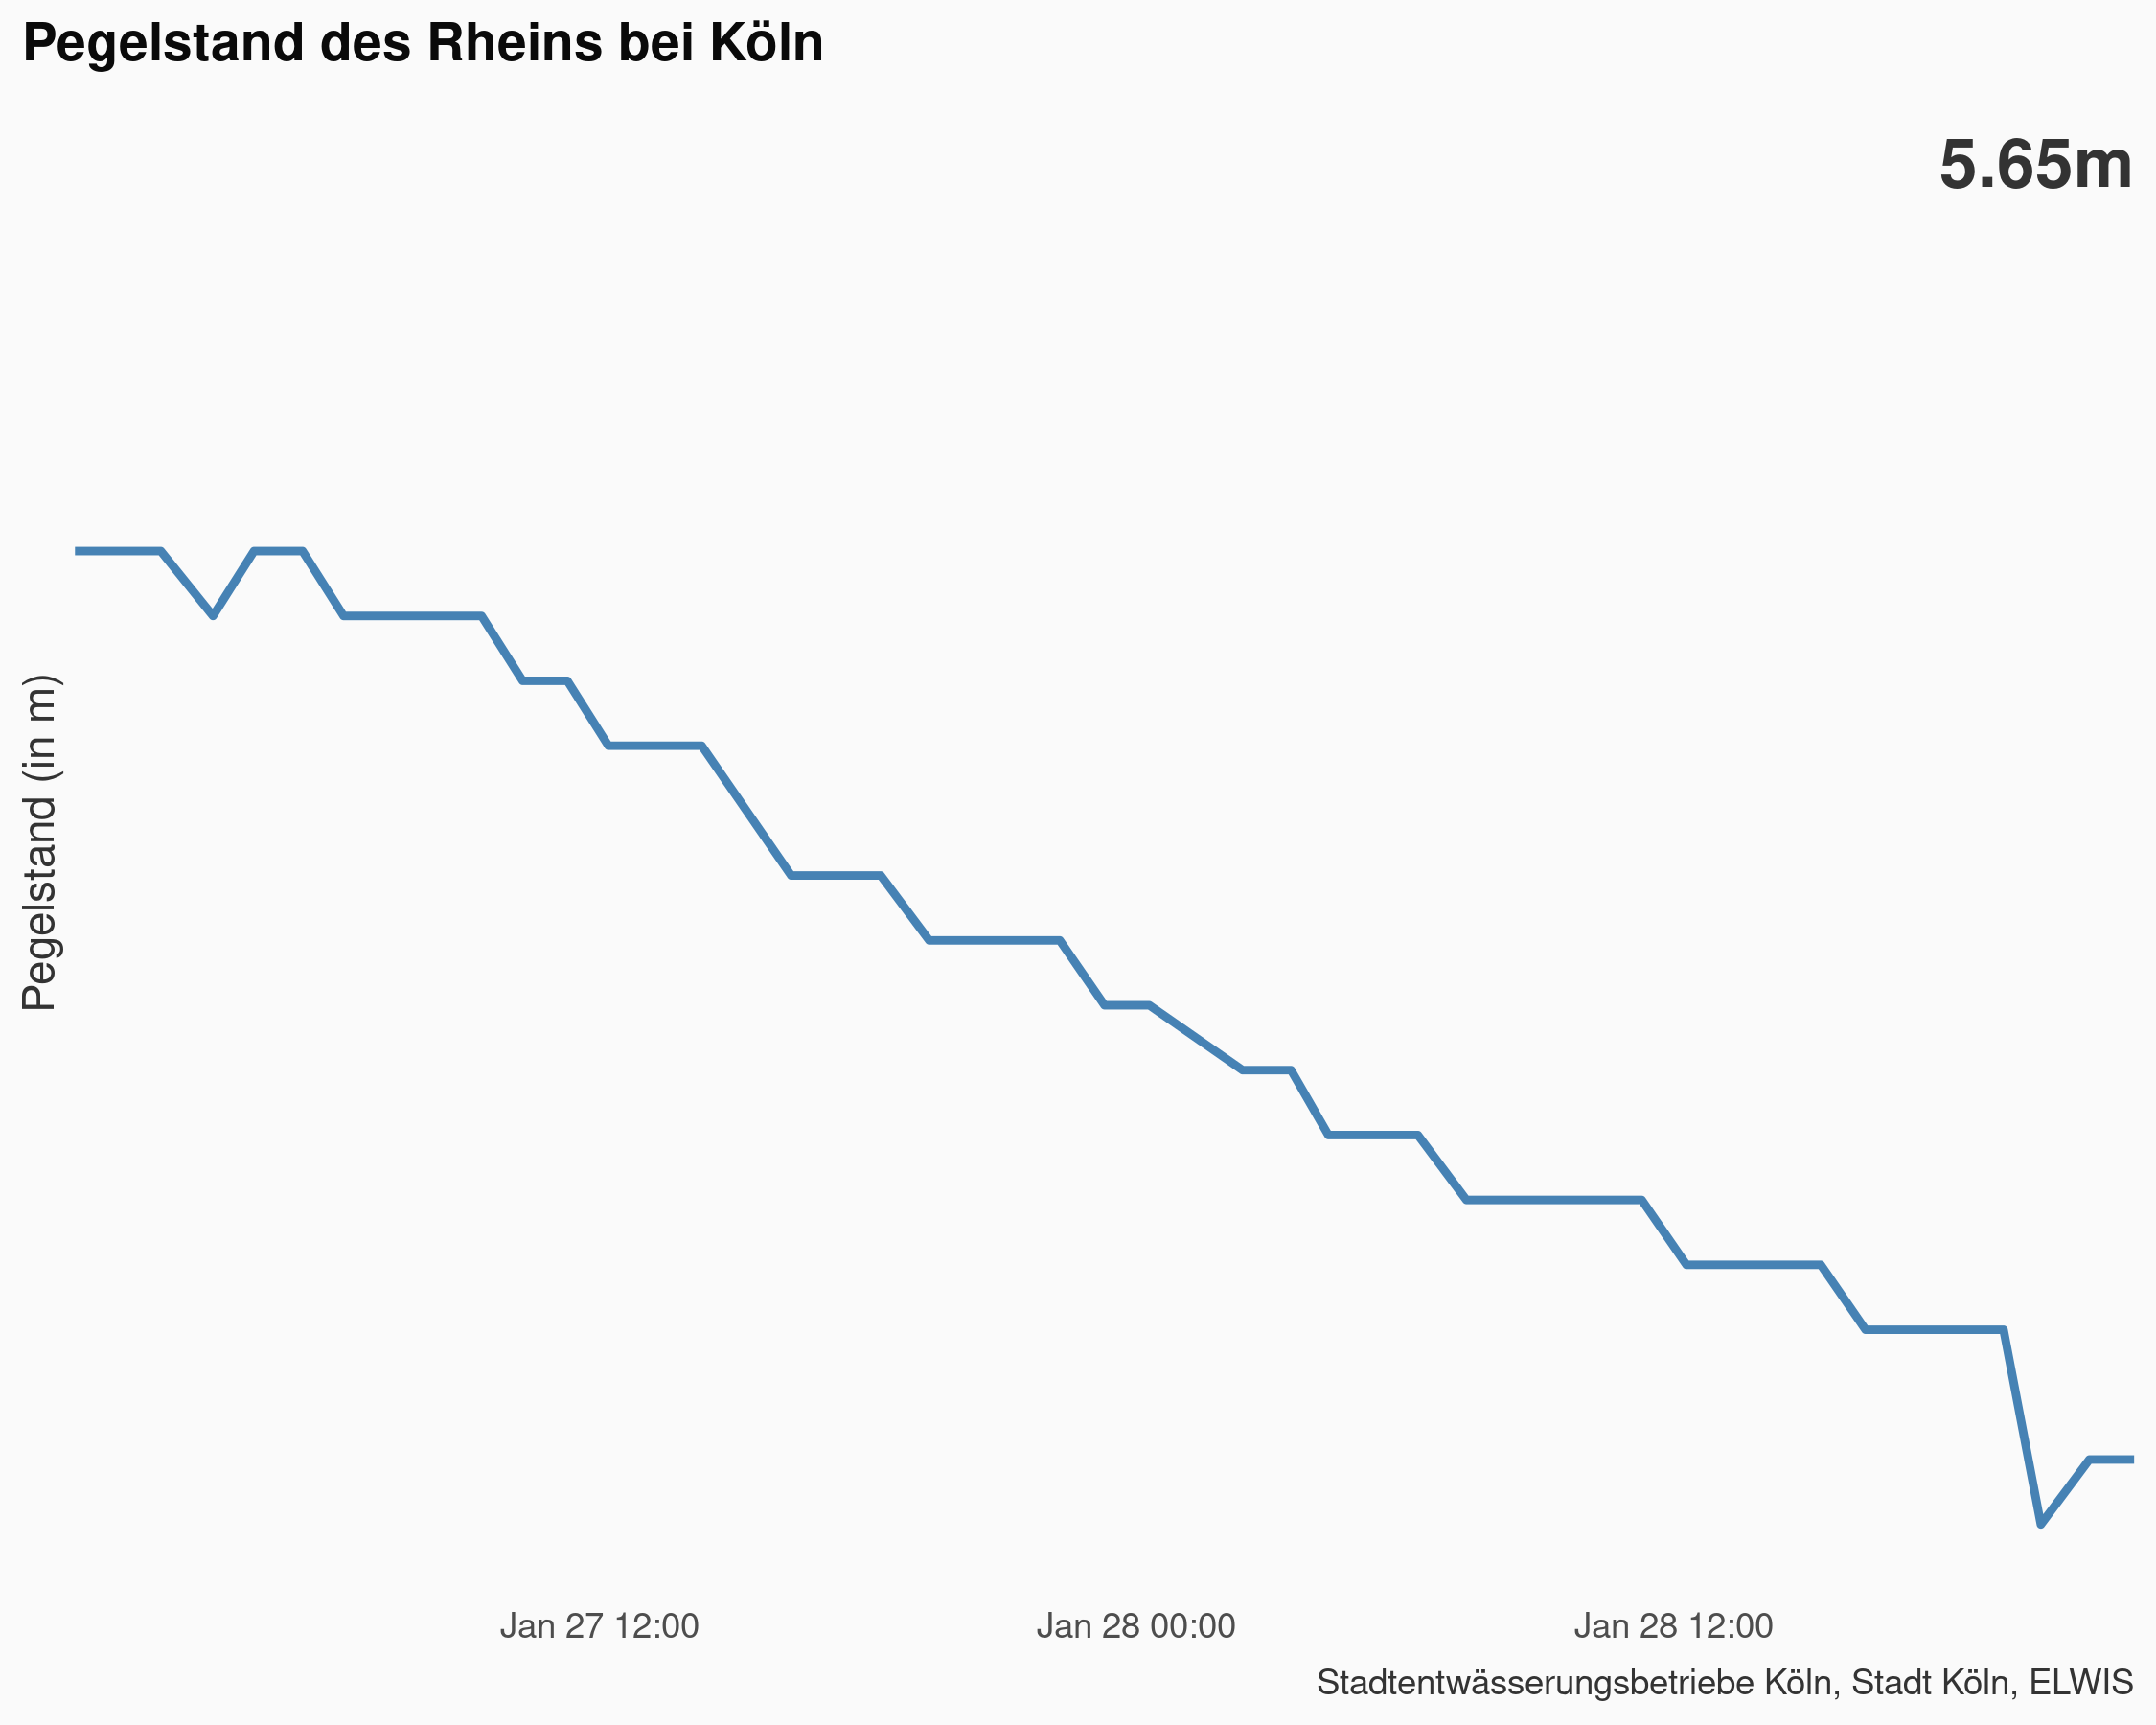 Pegelstand des Rheins bei Köln
5.65m
Pegelstand (in m)
Jan 27 12:00
Jan 28 00:00
Jan 28 12:00
Stadtentwässerungsbetriebe Köln, Stadt Köln, ELWIS